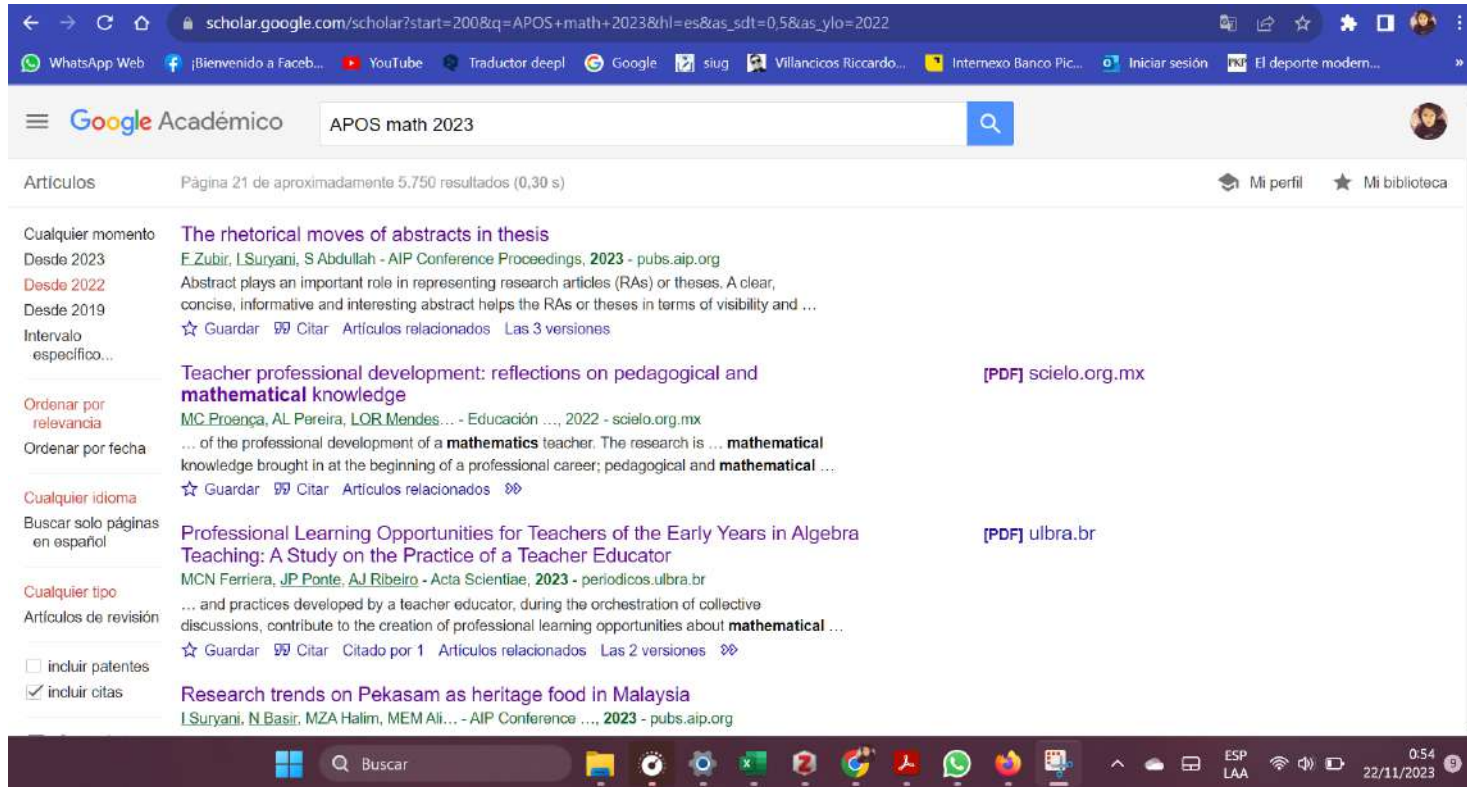 scholar.google.com/scholar?start=200&q=APOS+math+2023&hl=es&as_sdt=0,5&as_ylo=2022
WhatsApp Web ¡Bienvenido a Faceb... YouTube Traductor deepl Google siug Villancicos Riccardo... Internexo Banco Pic... Iniciar sesión PKP El deporte modern... »
Google Académico
APOS math 2023
Artículos
Página 21 de aproximadamente 5.750 resultados (0,30 s)
Mi perfil
Mi biblioteca
Cualquier momento
Desde 2023
Desde 2022
Desde 2019
Intervalo
específico...
Ordenar por
relevancia
Ordenar por fecha
Cualquier idioma
Buscar solo páginas
en español
Cualquier tipo
Artículos de revisión
incluir patentes
incluir citas
The rhetorical moves of abstracts in thesis
F Zubir, I Suryani, S Abdullah - AIP Conference Proceedings, 2023 - pubs.aip.org
Abstract plays an important role in representing research articles (RAs) or theses. A clear,
concise, informative and interesting abstract helps the RAs or theses in terms of visibility and …
Guardar Citar Artículos relacionados Las 3 versiones
Teacher professional development: reflections on pedagogical and
mathematical knowledge
[PDF] scielo.org.mx
MC Proença, AL Pereira, LOR Mendes… - Educación …, 2022 - scielo.org.mx
… of the professional development of a mathematics teacher. The research is … mathematical
knowledge brought in at the beginning of a professional career; pedagogical and mathematical …
Guardar Citar Artículos relacionados
Professional Learning Opportunities for Teachers of the Early Years in Algebra
Teaching: A Study on the Practice of a Teacher Educator
[PDF] ulbra.br
MCN Ferriera, JP Ponte, AJ Ribeiro - Acta Scientiae, 2023 - periodicos.ulbra.br
… and practices developed by a teacher educator, during the orchestration of collective
discussions, contribute to the creation of professional learning opportunities about mathematical …
Guardar Citar Citado por 1 Artículos relacionados Las 2 versiones
Research trends on Pekasam as heritage food in Malaysia
I Suryani, N Basir, MZA Halim, MEM Ali… - AIP Conference …, 2023 - pubs.aip.org
Buscar
ESP
LAA
0:54
22/11/2023
9